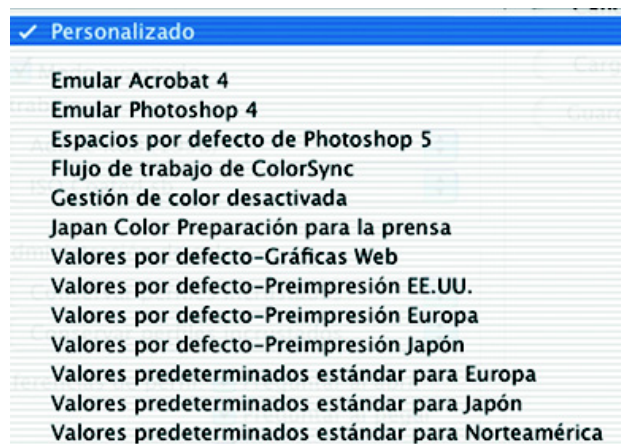 ✓ Personalizado
Emular Acrobat 4
Emular Photoshop 4
Espacios por defecto de Photoshop 5
Flujo de trabajo de ColorSync
Gestión de color desactivada
Japan Color Preparación para la prensa
Valores por defecto-Gráficas Web
Valores por defecto-Preimpresión EE.UU.
Valores por defecto-Preimpresión Europa
Valores por defecto-Preimpresión Japón
Valores predeterminados estándar para Europa
Valores predeterminados estándar para Japón
Valores predeterminados estándar para Norteamérica